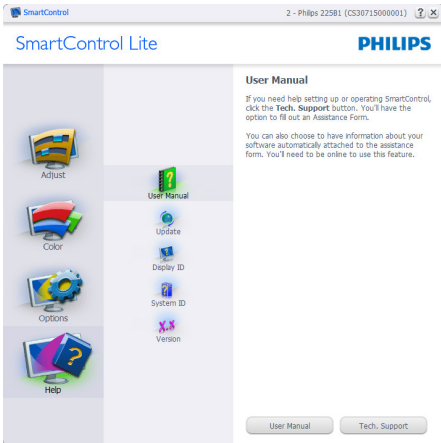 SmartControl
2 - Philips 225B1 (CS30715000001)
SmartControl Lite
PHILIPS
Adjust
Color
Options
Help
User Manual
Update
Display ID
System ID
X.X
Version
User Manual
If you need help setting up or operating SmartControl,
click the Tech. Support button. You'll have the
option to fill out an Assistance Form.
You can also choose to have information about your
software automatically attached to the assistance
form. You'll need to be online to use this feature.
User Manual
Tech. Support